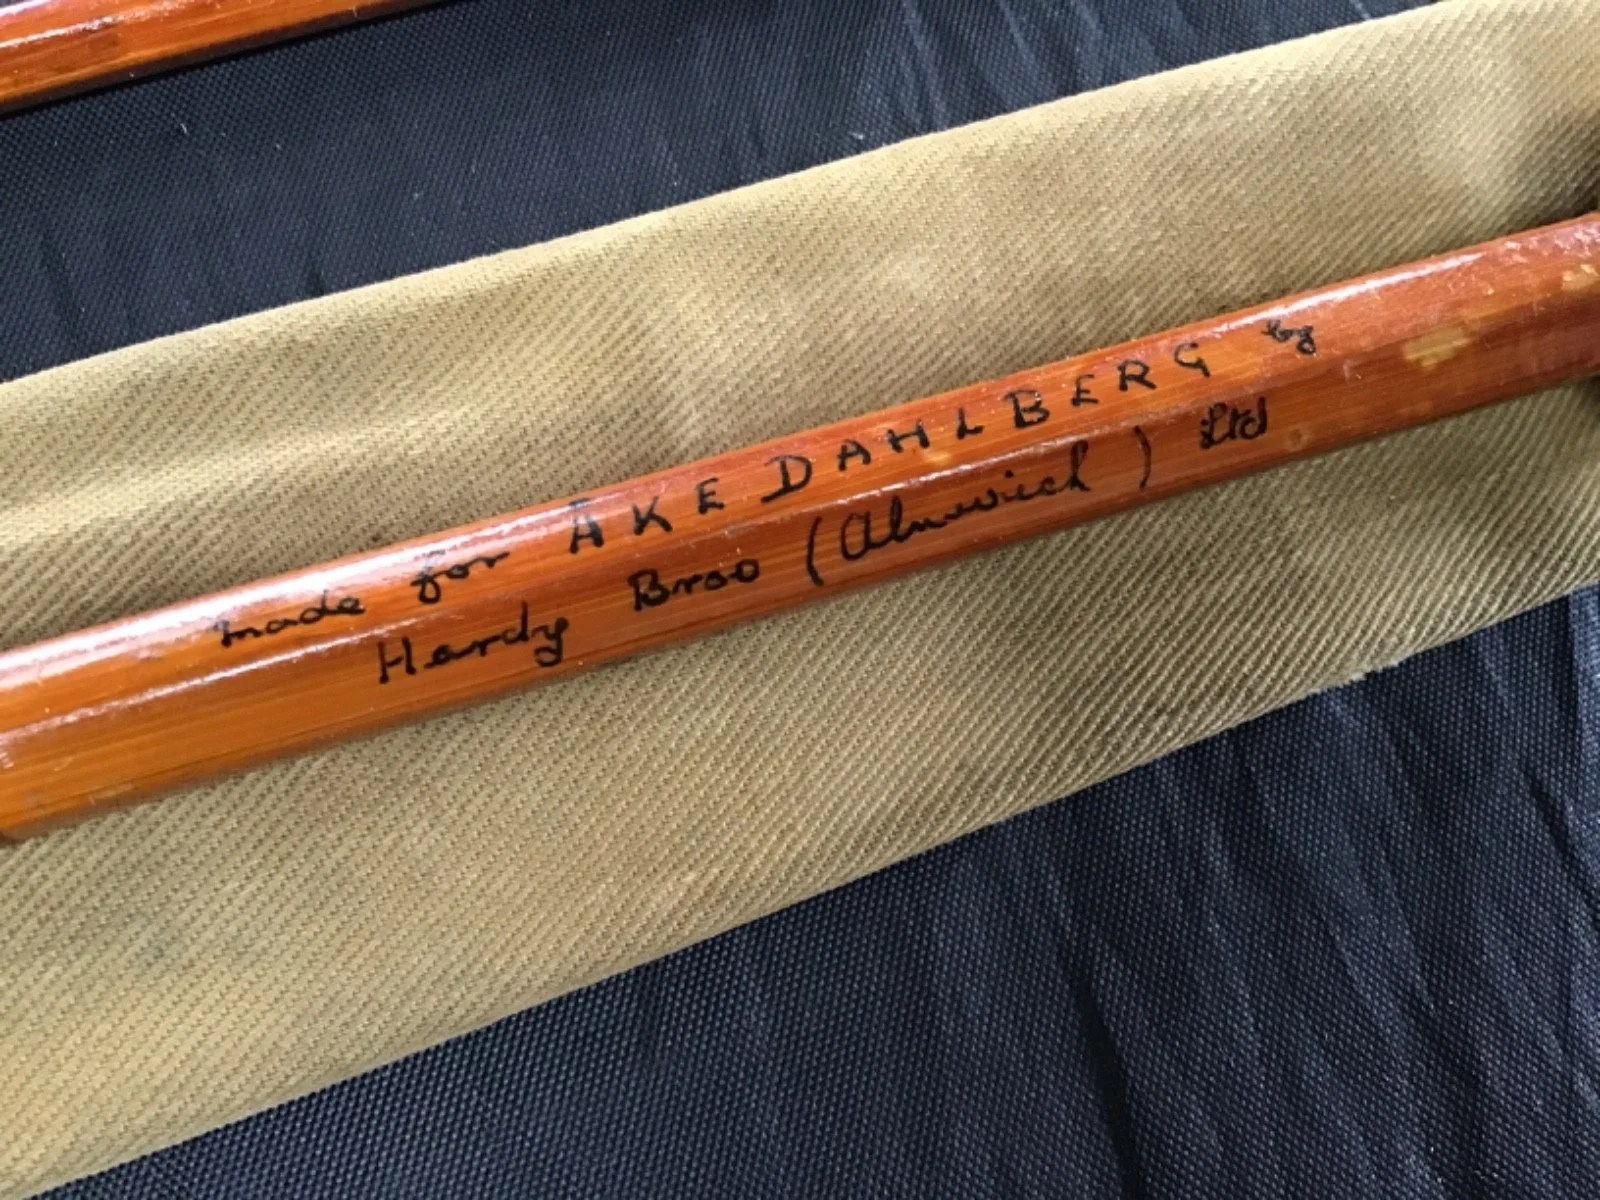 made for ÅKE DAHLBERG by
Hardy Bros (Alnwick) Ltd